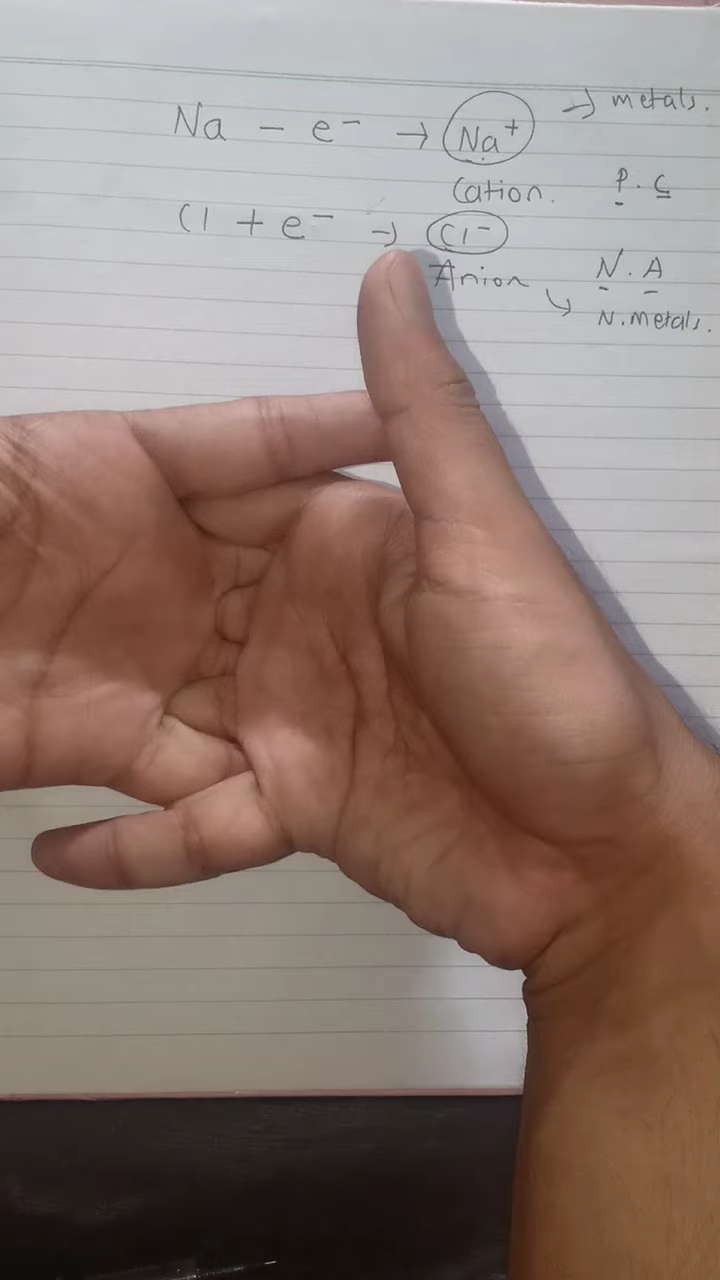 Na - e⁻ → Na⁺ → metals.
Cation. P. C
Cl + e⁻ → Cl⁻
Anion N. A
↳ N.metals.